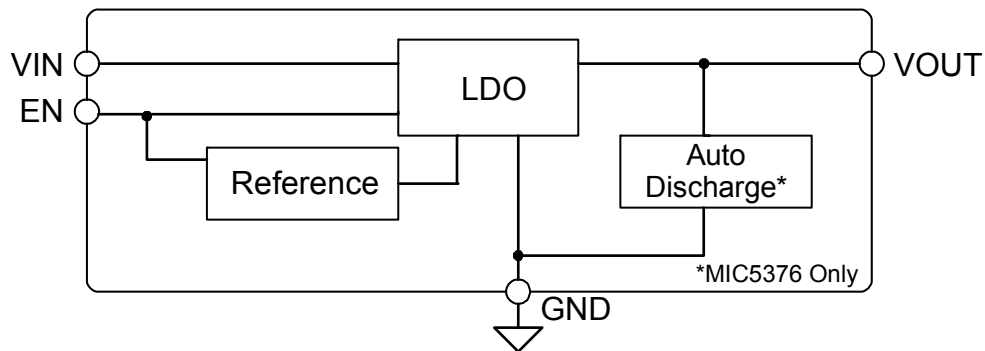 VIN
EN
LDO
VOUT
Reference
Auto
Discharge*
*MIC5376 Only
GND